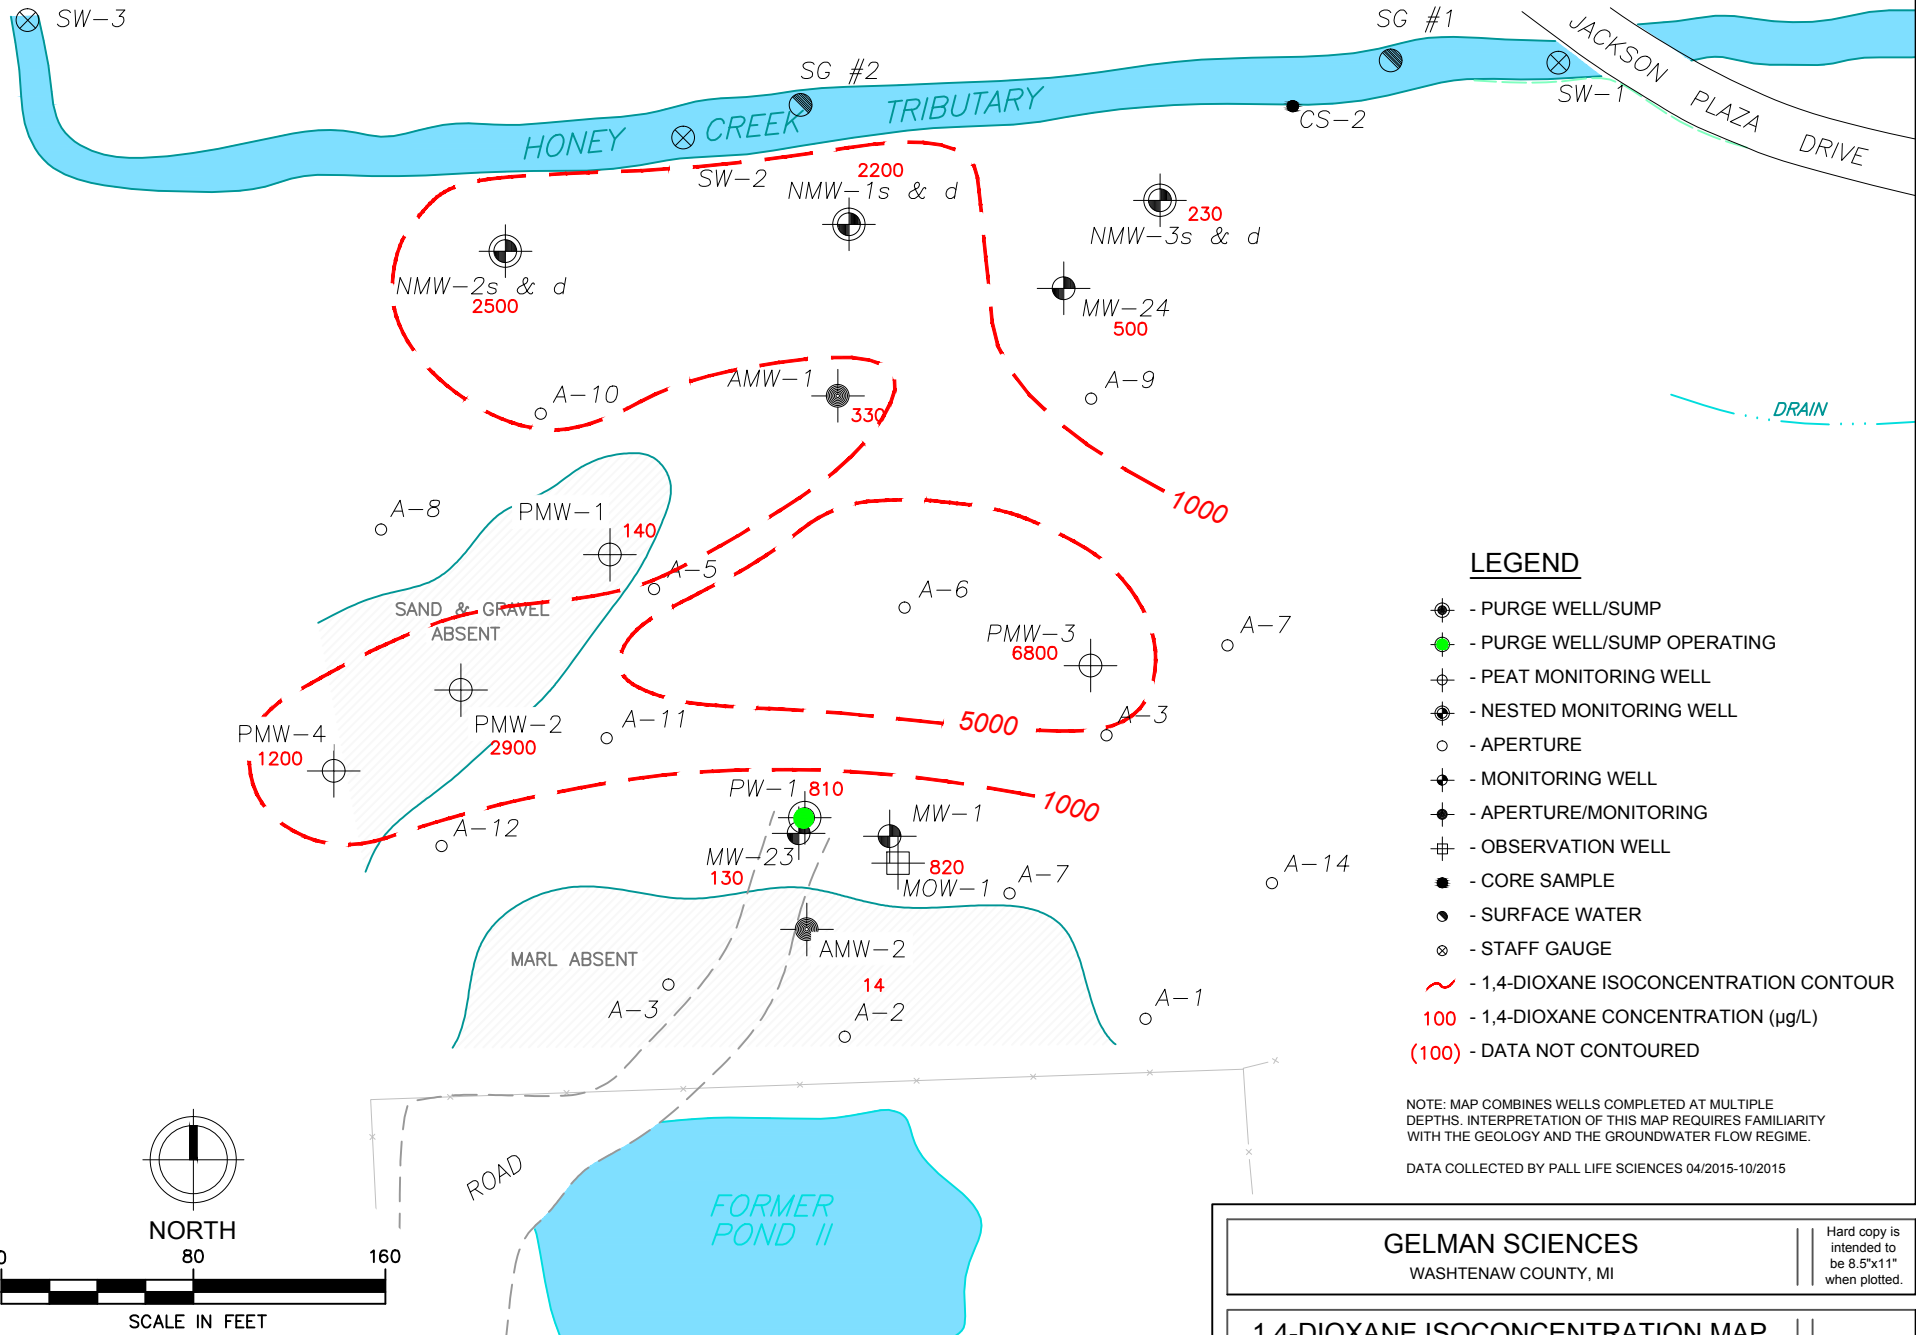 SW-3
SG #1
JACKSON PLAZA DRIVE
SG #2
HONEY CREEK TRIBUTARY
SW-1
CS-2
SW-2
2200
NMW-1s & d
230
NMW-3s & d
NMW-2s & d
2500
MW-24
500
AMW-1
330
A-10
A-9
DRAIN
1000
A-8
PMW-1
140
A-5
SAND & GRAVEL
ABSENT
A-6
PMW-3
6800
A-7
PMW-2
2900
A-11
5000
A-3
PMW-4
1200
PW-1
810
1000
MW-1
A-12
MW-23
130
820
MOW-1
A-7
A-14
AMW-2
MARL ABSENT
14
A-3
A-2
A-1
ROAD
FORMER
POND II
NORTH
0 80 160
SCALE IN FEET
LEGEND
- PURGE WELL/SUMP
- PURGE WELL/SUMP OPERATING
- PEAT MONITORING WELL
- NESTED MONITORING WELL
- APERTURE
- MONITORING WELL
- APERTURE/MONITORING
- OBSERVATION WELL
- CORE SAMPLE
- SURFACE WATER
- STAFF GAUGE
- 1,4-DIOXANE ISOCONCENTRATION CONTOUR
100 - 1,4-DIOXANE CONCENTRATION (µg/L)
(100) - DATA NOT CONTOURED
NOTE: MAP COMBINES WELLS COMPLETED AT MULTIPLE
DEPTHS. INTERPRETATION OF THIS MAP REQUIRES FAMILIARITY
WITH THE GEOLOGY AND THE GROUNDWATER FLOW REGIME.
DATA COLLECTED BY PALL LIFE SCIENCES 04/2015-10/2015
GELMAN SCIENCES
WASHTENAW COUNTY, MI
Hard copy is
intended to
be 8.5"x11"
when plotted.
1,4-DIOXANE ISOCONCENTRATION MAP